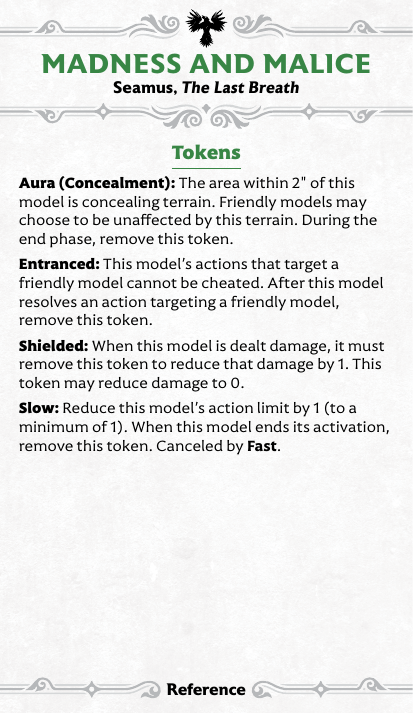 MADNESS AND MALICE
Seamus, The Last Breath
Tokens
Aura (Concealment): The area within 2" of this
model is concealing terrain. Friendly models may
choose to be unaffected by this terrain. During the
end phase, remove this token.
Entranced: This model's actions that target a
friendly model cannot be cheated. After this model
resolves an action targeting a friendly model,
remove this token.
Shielded: When this model is dealt damage, it must
remove this token to reduce that damage by 1. This
token may reduce damage to 0.
Slow: Reduce this model's action limit by 1 (to a
minimum of 1). When this model ends its activation,
remove this token. Canceled by Fast.
Reference